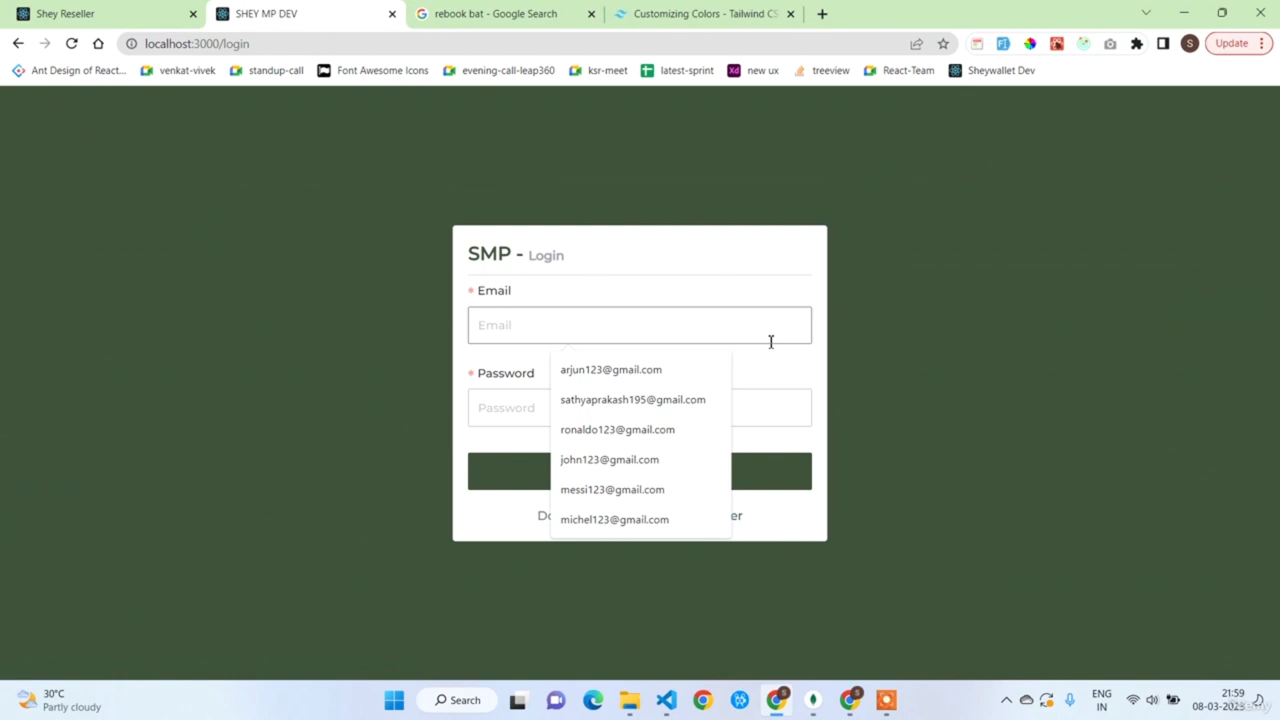 Shey Reseller
SHEY MP DEV
rebook bat - Google Search
Customizing Colors - Tailwind CS
localhost:3000/login
S
Update
Ant Design of React...
venkat-vivek
standup-call
Font Awesome Icons
evening-call-leap360
ksr-meet
latest-sprint
Xd
new ux
treeview
React-Team
Sheywallet Dev
SMP - Login
* Email
Email
* Password
Password
arjun123@gmail.com
sathyaprakash195@gmail.com
ronaldo123@gmail.com
john123@gmail.com
messi123@gmail.com
michel123@gmail.com
30°C
Partly cloudy
Search
ENG
IN
21:59
08-03-2023